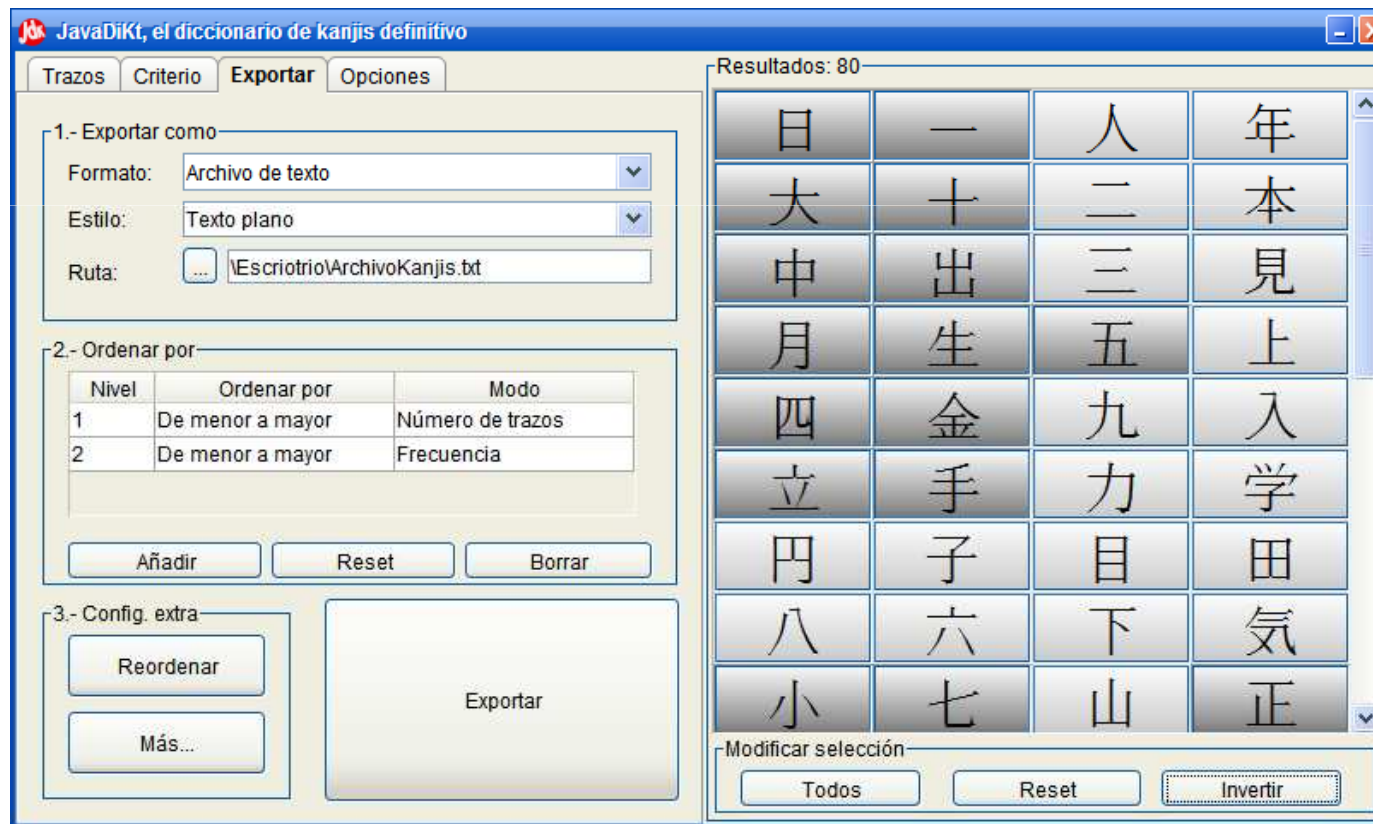 JavaDiKt, el diccionario de kanjis definitivo
Trazos Criterio Exportar Opciones
1.- Exportar como
Formato: Archivo de texto
Estilo: Texto plano
Ruta: ... \Escriotrio\ArchivoKanjis.txt
2.- Ordenar por
Nivel Ordenar por Modo
1 De menor a mayor Número de trazos
2 De menor a mayor Frecuencia
Añadir Reset Borrar
3.- Config. extra
Reordenar
Más...
Exportar
Resultados: 80
日 一 人 年
大 十 二 本
中 出 三 見
月 生 五 上
四 金 九 入
立 手 力 学
円 子 目 田
八 六 下 気
小 七 山 正
Modificar selección
Todos Reset Invertir